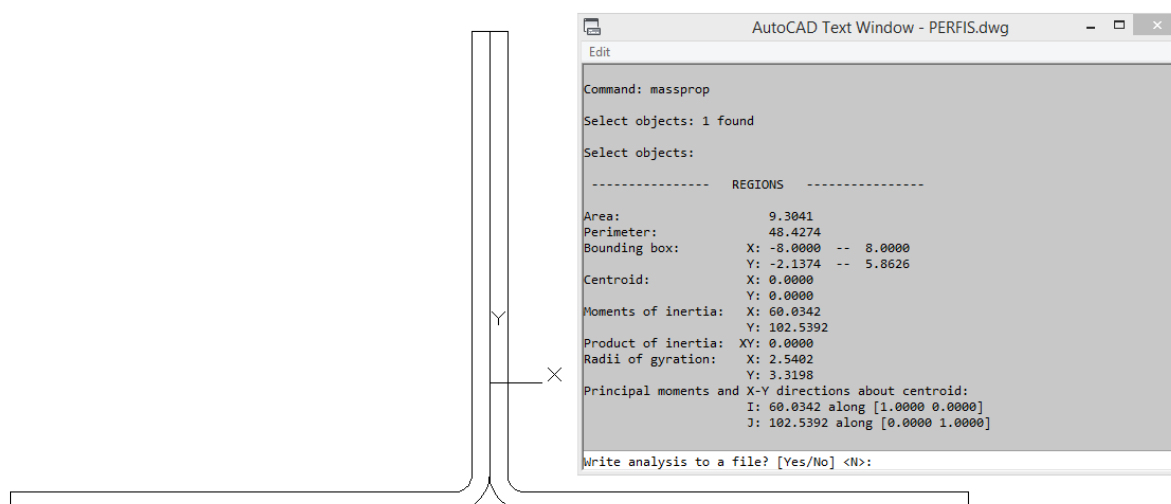 AutoCAD Text Window - PERFIS.dwg
Edit
Command: massprop
Select objects: 1 found
Select objects:
---------------- REGIONS ----------------
Area: 9.3041
Perimeter: 48.4274
Bounding box: X: -8.0000 -- 8.0000
Y: -2.1374 -- 5.8626
Centroid: X: 0.0000
Y: 0.0000
Moments of inertia: X: 60.0342
Y: 102.5392
Product of inertia: XY: 0.0000
Radii of gyration: X: 2.5402
Y: 3.3198
Principal moments and X-Y directions about centroid:
I: 60.0342 along [1.0000 0.0000]
J: 102.5392 along [0.0000 1.0000]
Write analysis to a file? [Yes/No] <N>:
Y
X